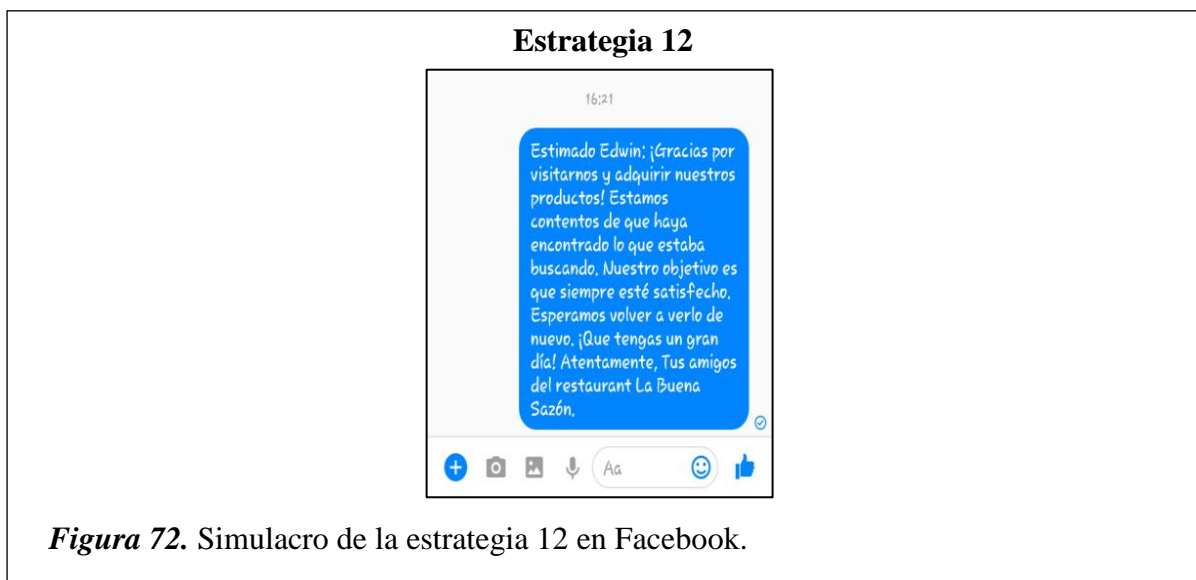 Estrategia 12
16:21
Estimado Edwin: ¡Gracias por
visitarnos y adquirir nuestros
productos! Estamos
contentos de que haya
encontrado lo que estaba
buscando. Nuestro objetivo es
que siempre esté satisfecho.
Esperamos volver a verlo de
nuevo. ¡Que tengas un gran
día! Atentamente, Tus amigos
del restaurant La Buena
Sazón.
Aa
Figura 72. Simulacro de la estrategia 12 en Facebook.